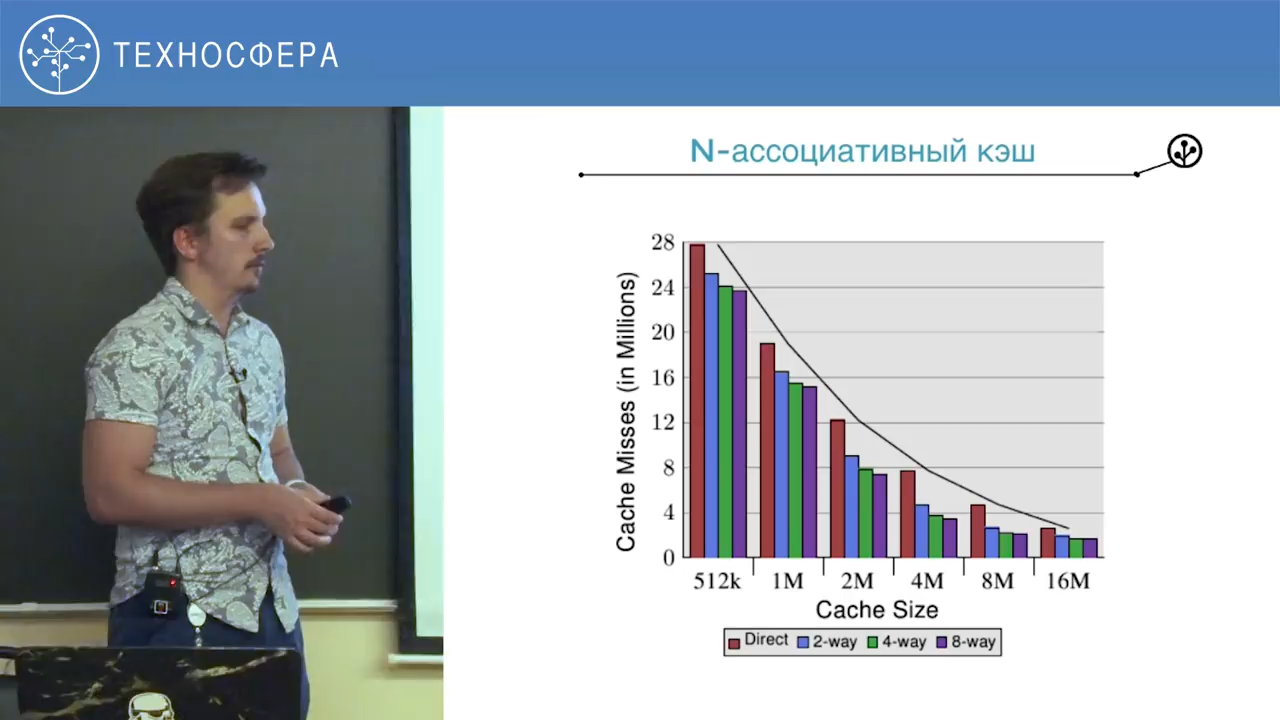 ТЕХНОСФЕРА
N-ассоциативный кэш
28
24
20
16
12
8
4
0
Cache Misses (in Millions)
512k 1M 2M 4M 8M 16M
Cache Size
Direct 2-way 4-way 8-way